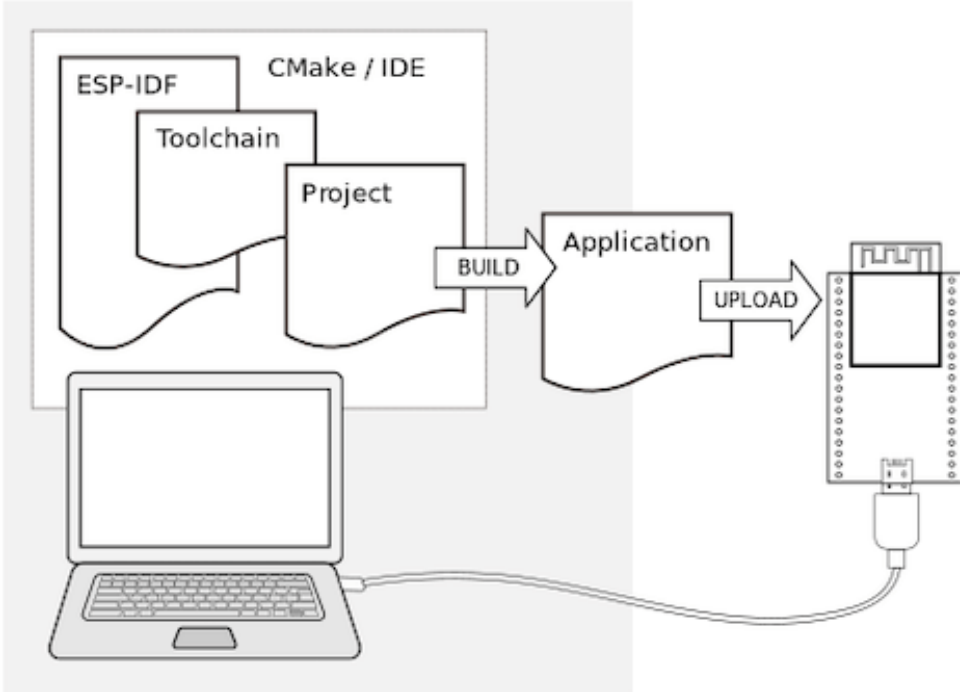 ESP-IDF
CMake / IDE
Toolchain
Project
BUILD
Application
UPLOAD